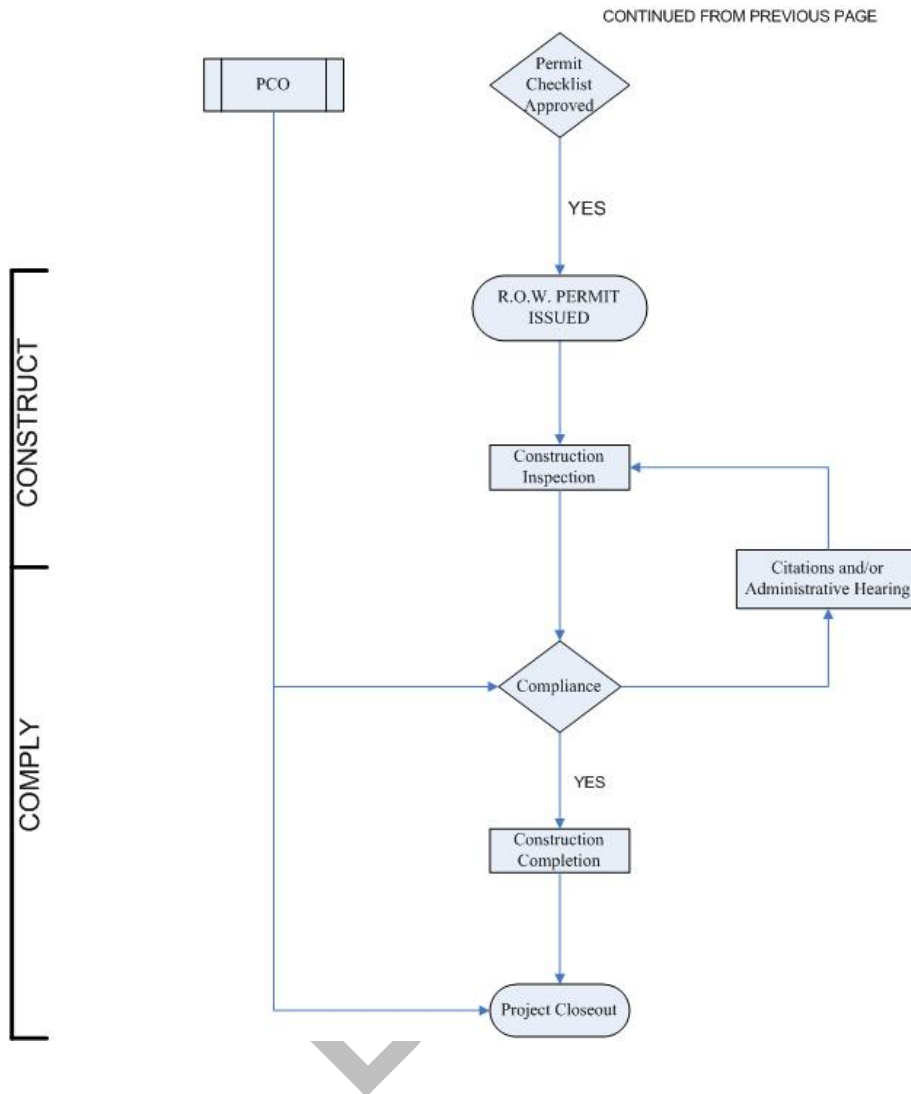 CONTINUED FROM PREVIOUS PAGE
PCO
Permit
Checklist
Approved
YES
R.O.W. PERMIT
ISSUED
CONSTRUCT
Construction
Inspection
Citations and/or
Administrative Hearing
Compliance
COMPLY
YES
Construction
Completion
Project Closeout